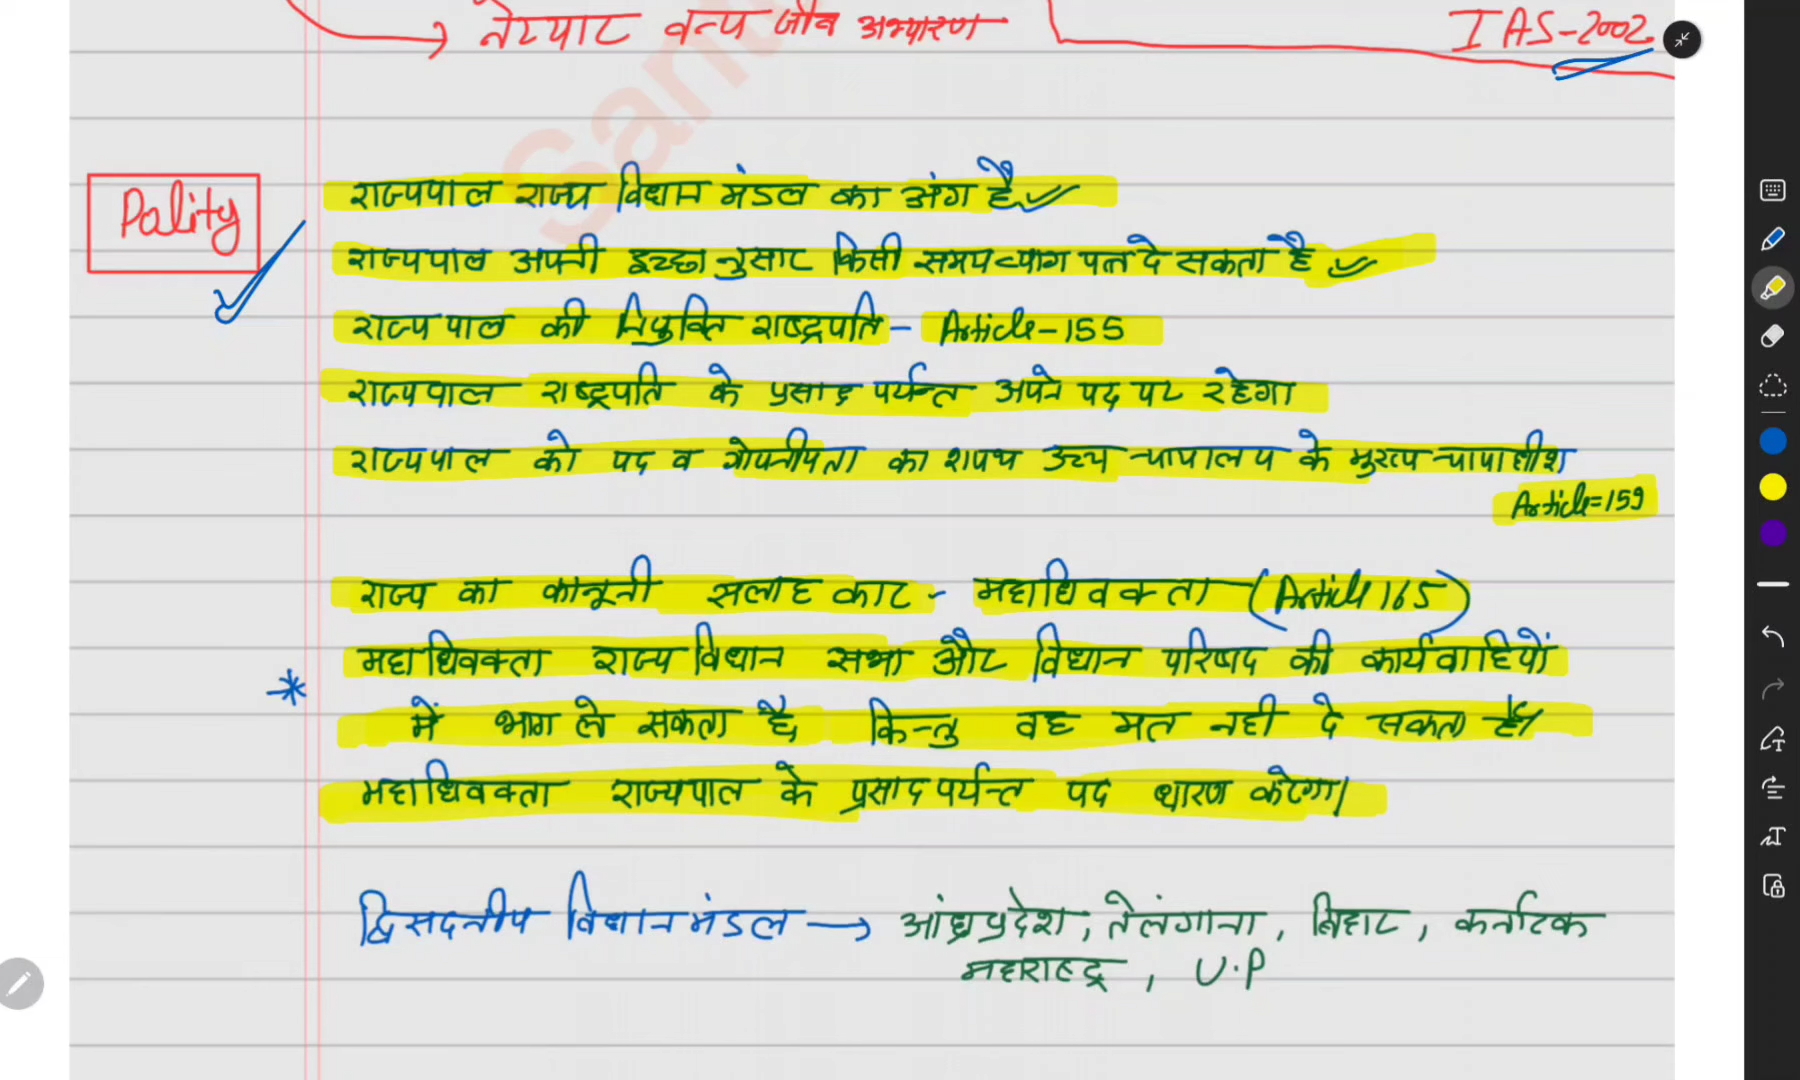 → नेय्याट वन्य जीव अभ्यारण
IAS-2002
Pality
राज्यपाल राज्य विधान मंडल का अंग है
राज्यपाल अपनी इच्छानुसार किसी समय त्याग पत्र दे सकता है
राज्यपाल की नियुक्ति राष्ट्रपति - Article-155
राज्यपाल राष्ट्रपति के प्रसाद पर्यन्त अपने पद पर रहेगा
राज्यपाल को पद व गोपनीयता का शपथ उच्च न्यायालय के मुख्य न्यायाधीश
Article=159
राज्य का कानूनी सलाहकार - महाधिवक्ता (Article 165)
* महाधिवक्ता राज्य विधान सभा और विधान परिषद की कार्यवाहियों
में भाग ले सकता है किन्तु वह मत नही दे सकता है।
महाधिवक्ता राज्यपाल के प्रसाद पर्यन्त पद धारण करेगा।
द्विसदनीय विधानमंडल → आंध्रप्रदेश, तेलंगाना, बिहार, कर्नाटक
महाराष्ट्र, U.P